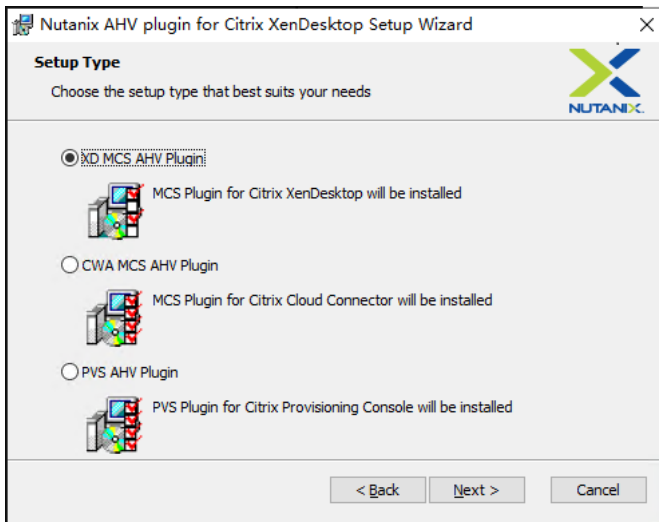 Nutanix AHV plugin for Citrix XenDesktop Setup Wizard
Setup Type
Choose the setup type that best suits your needs
NUTANIX.
XD MCS AHV Plugin
MCS Plugin for Citrix XenDesktop will be installed
CWA MCS AHV Plugin
MCS Plugin for Citrix Cloud Connector will be installed
PVS AHV Plugin
PVS Plugin for Citrix Provisioning Console will be installed
< Back Next > Cancel